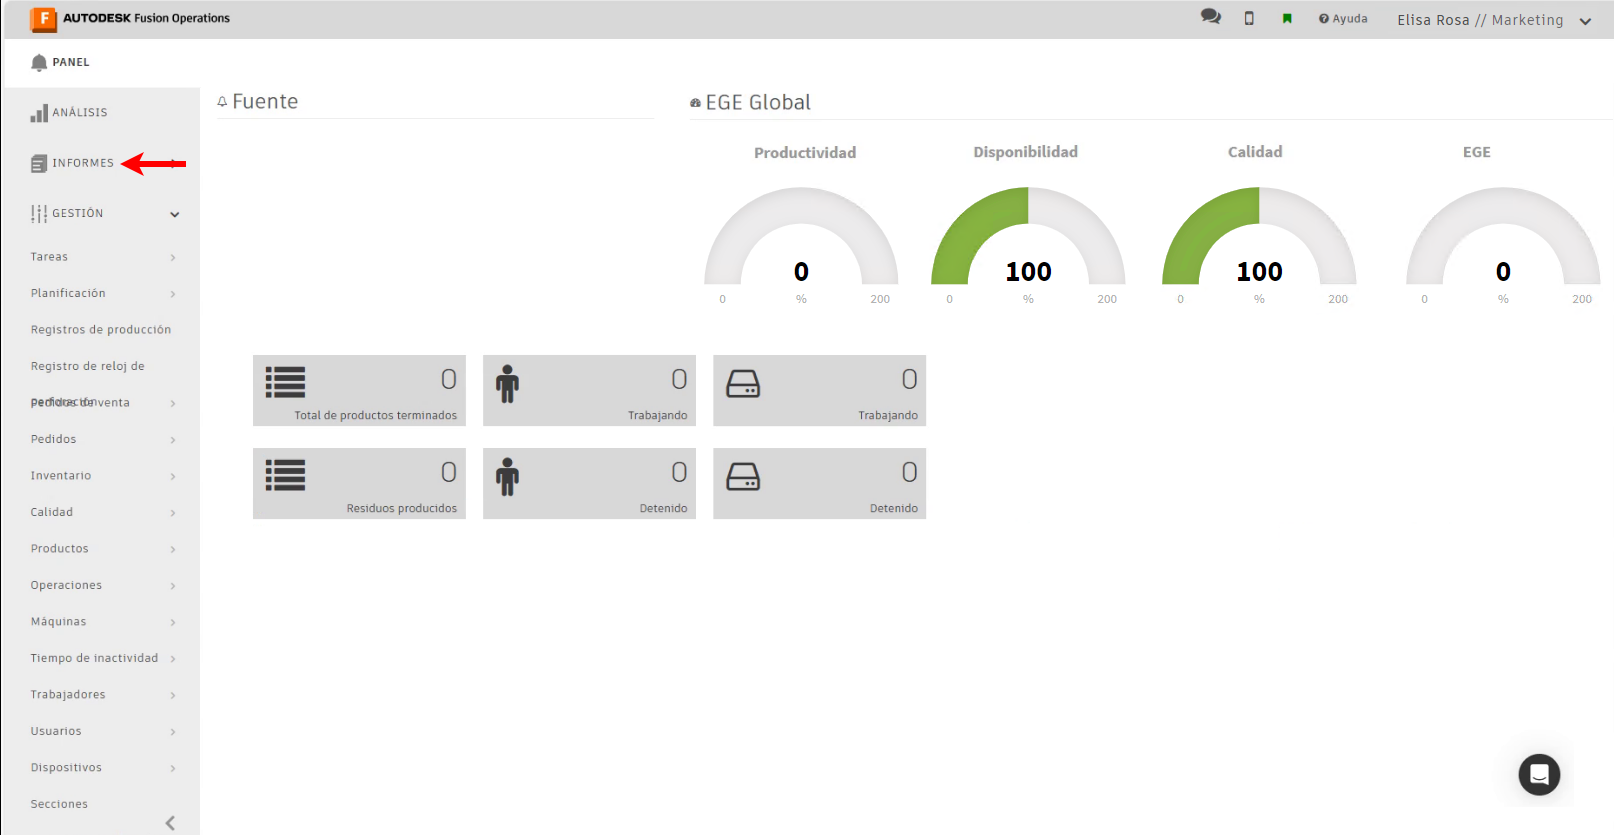 AUTODESK Fusion Operations
Ayuda
Elisa Rosa // Marketing
PANEL
ANÁLISIS
INFORMES
GESTIÓN
Tareas
Planificación
Registros de producción
Registro de reloj de
perforación
Pedidos de venta
Pedidos
Inventario
Calidad
Productos
Operaciones
Máquinas
Tiempo de inactividad
Trabajadores
Usuarios
Dispositivos
Secciones
Fuente
EGE Global
Productividad
0
0 % 200
Disponibilidad
100
0 % 200
Calidad
100
0 % 200
EGE
0
0 % 200
0
Total de productos terminados
0
Trabajando
0
Trabajando
0
Residuos producidos
0
Detenido
0
Detenido